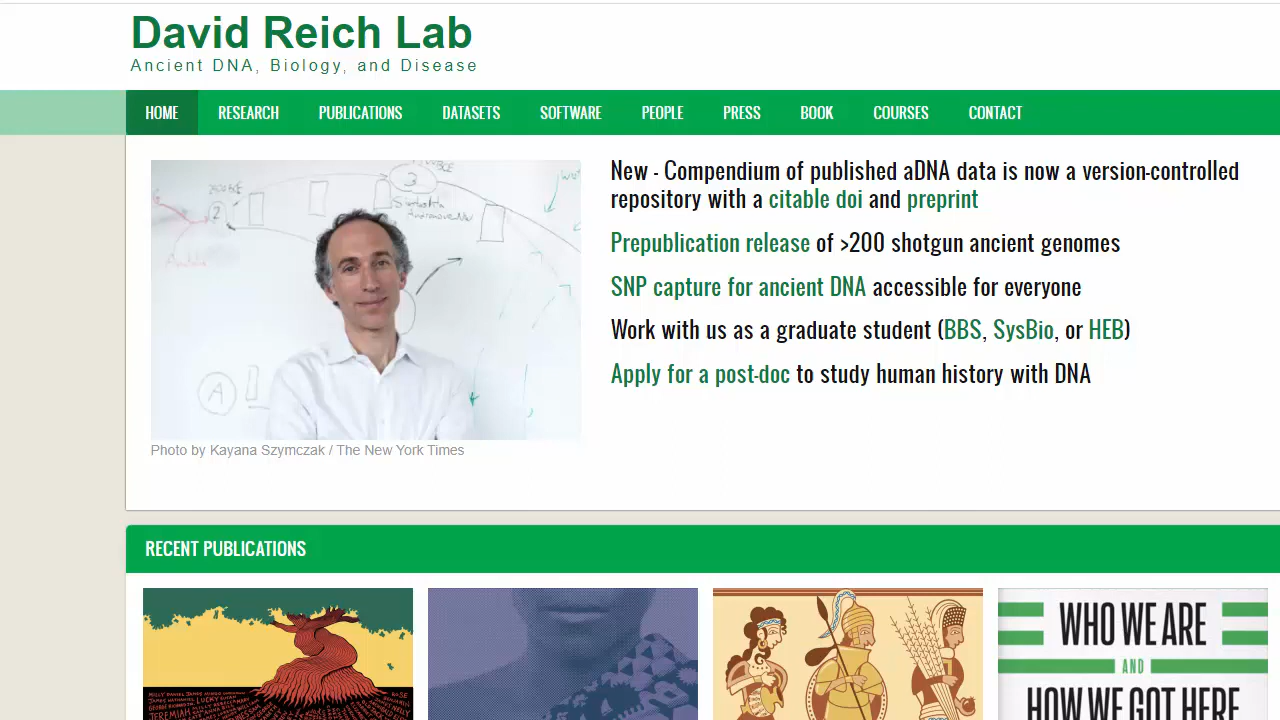 David Reich Lab
Ancient DNA, Biology, and Disease
HOME RESEARCH PUBLICATIONS DATASETS SOFTWARE PEOPLE PRESS BOOK COURSES CONTACT
New - Compendium of published aDNA data is now a version-controlled
repository with a citable doi and preprint
Prepublication release of >200 shotgun ancient genomes
SNP capture for ancient DNA accessible for everyone
Work with us as a graduate student (BBS, SysBio, or HEB)
Apply for a post-doc to study human history with DNA
3
2
A
Photo by Kayana Szymczak / The New York Times
RECENT PUBLICATIONS
LUCKY
JEREMIAH
WHO WE ARE
AND
HOW WE GOT HERE